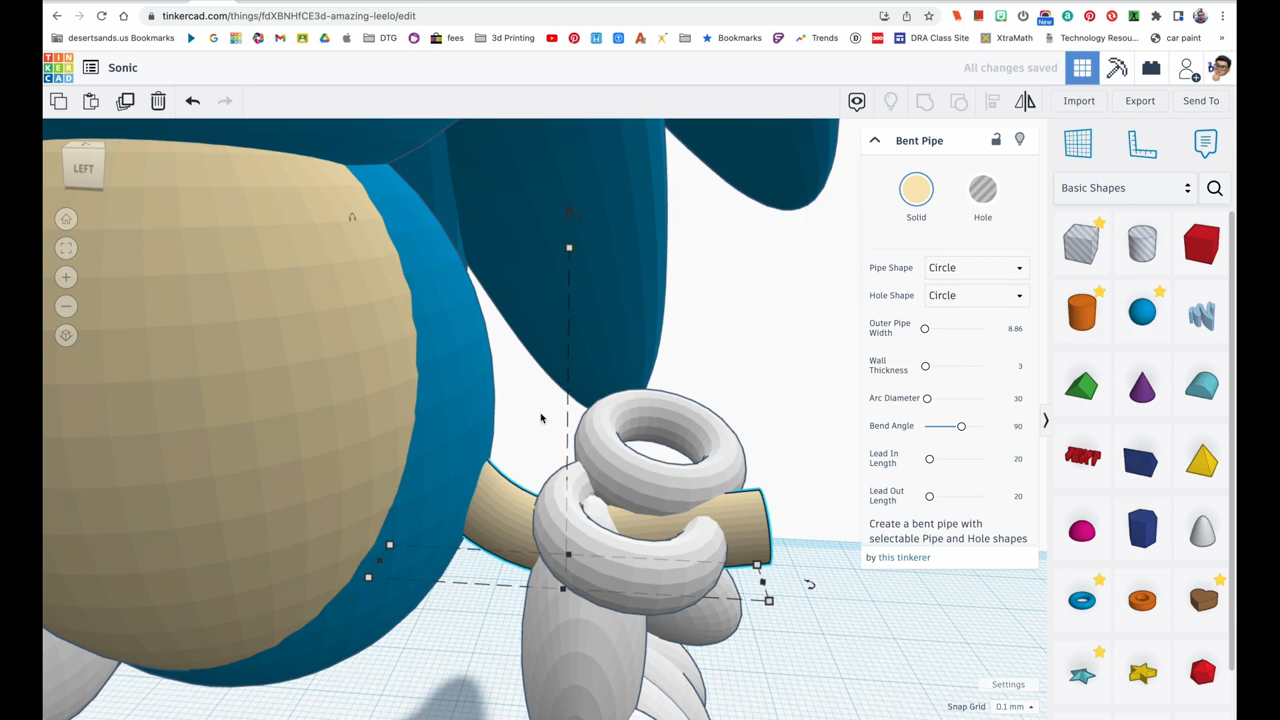 tinkercad.com/things/fdXBNHfCE3d-amazing-leelo/edit
New
desertsands.us Bookmarks
DTG
fees
3d Printing
Bookmarks
Trends
DRA Class Site
XtraMath
Technology Resou...
car paint
»
TIN
KER
CAD
Sonic
All changes saved
Import
Export
Send To
LEFT
Bent Pipe
Solid
Hole
Pipe Shape
Circle
Hole Shape
Circle
Outer Pipe
Width
8.86
Wall
Thickness
3
Arc Diameter
30
Bend Angle
90
Lead In
Length
20
Lead Out
Length
20
Create a bent pipe with
selectable Pipe and Hole shapes
by this tinkerer
Basic Shapes
TEXT
Settings
Snap Grid
0.1 mm